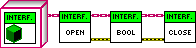 INTERF.
INTERF.
OPEN
INTERF.
BOOL
INTERF.
CLOSE